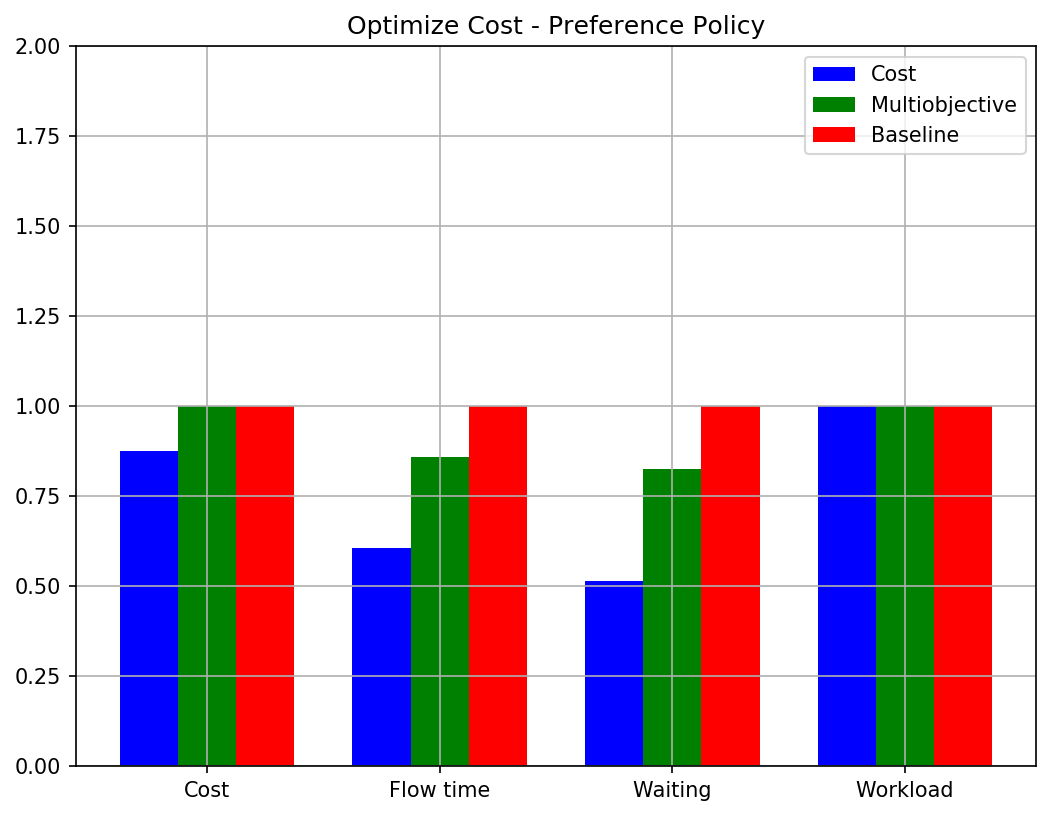 Optimize Cost - Preference Policy
2.00
1.75
1.50
1.25
1.00
0.75
0.50
0.25
0.00
Cost
Multiobjective
Baseline
Cost Flow time Waiting Workload